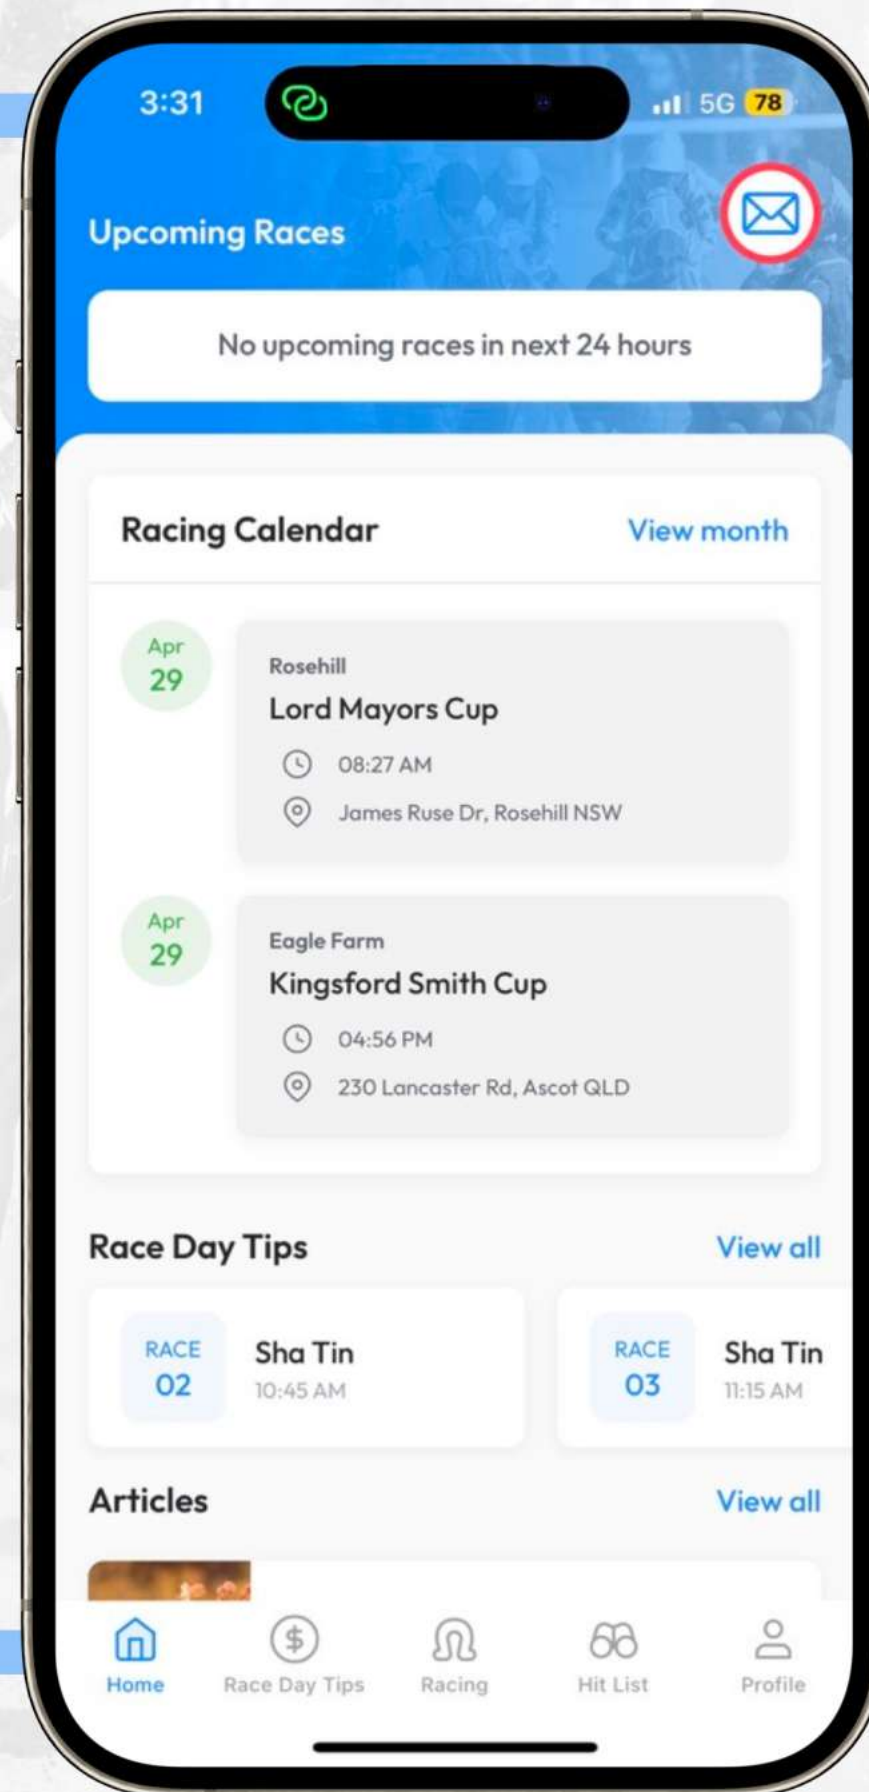 3:31 5G 78
Upcoming Races
No upcoming races in next 24 hours
Racing Calendar View month
Apr
29
Rosehill
Lord Mayors Cup
08:27 AM
James Ruse Dr, Rosehill NSW
Apr
29
Eagle Farm
Kingsford Smith Cup
04:56 PM
230 Lancaster Rd, Ascot QLD
Race Day Tips View all
RACE
02
Sha Tin
10:45 AM
RACE
03
Sha Tin
11:15 AM
Articles View all
Home Race Day Tips Racing Hit List Profile